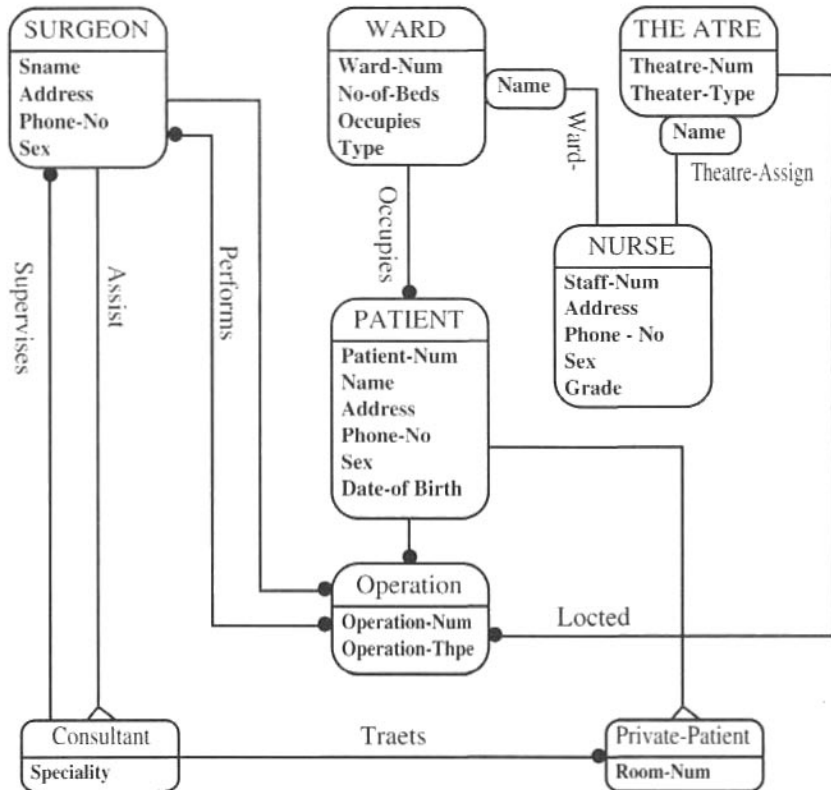 SURGEON
Sname
Address
Phone-No
Sex
WARD
Ward-Num
No-of-Beds
Occupies
Type
Name
THE ATRE
Theatre-Num
Theater-Type
Name
Ward-
Theatre-Assign
NURSE
Staff-Num
Address
Phone - No
Sex
Grade
Occupies
Supervises
Assist
Performs
PATIENT
Patient-Num
Name
Address
Phone-No
Sex
Date-of Birth
Operation
Operation-Num
Operation-Thpe
Locted
Consultant
Speciality
Traets
Private-Patient
Room-Num